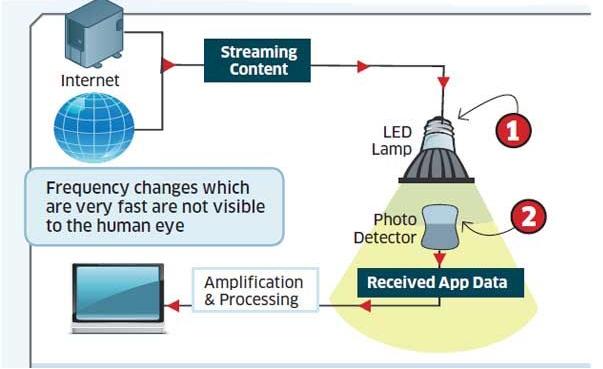 Internet
Streaming
Content
LED
Lamp
1
Frequency changes which
are very fast are not visible
to the human eye
Photo
Detector
2
Received App Data
Amplification
& Processing